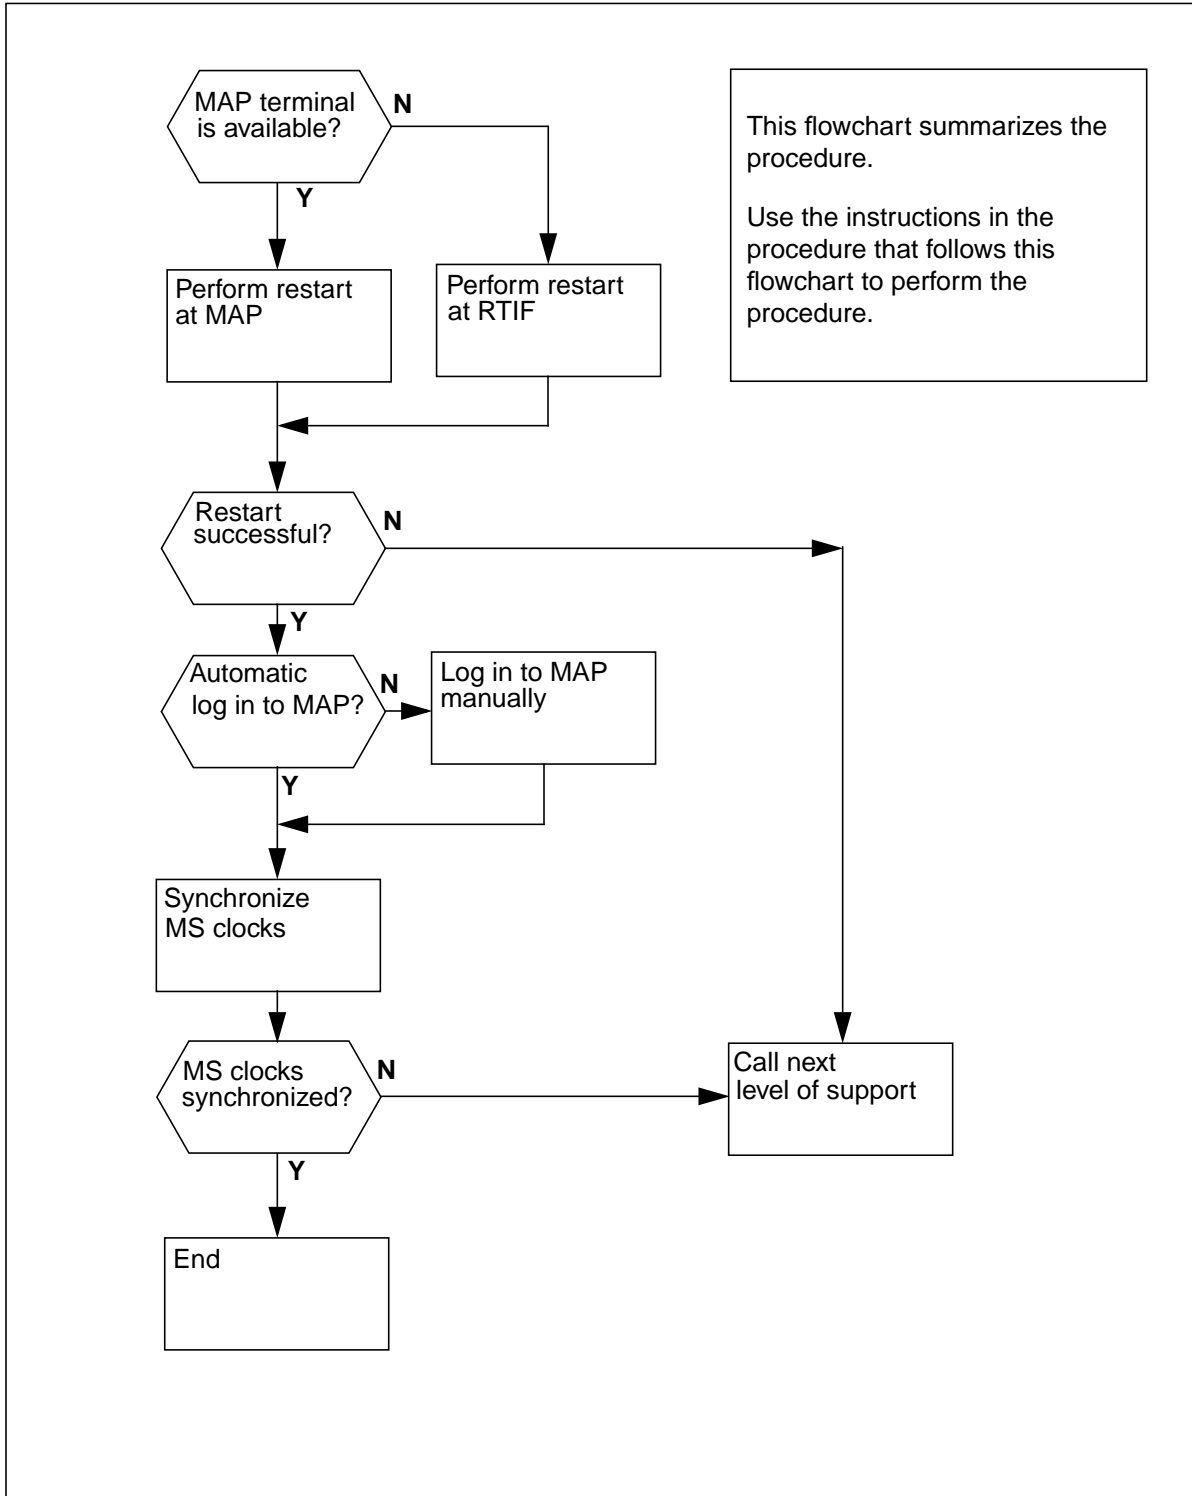 MAP terminal
is available?
N
Y
This flowchart summarizes the
procedure.
Use the instructions in the
procedure that follows this
flowchart to perform the
procedure.
Perform restart
at MAP
Perform restart
at RTIF
Restart
successful?
N
Y
Automatic
log in to MAP?
N
Y
Log in to MAP
manually
Synchronize
MS clocks
MS clocks
synchronized?
N
Y
Call next
level of support
End